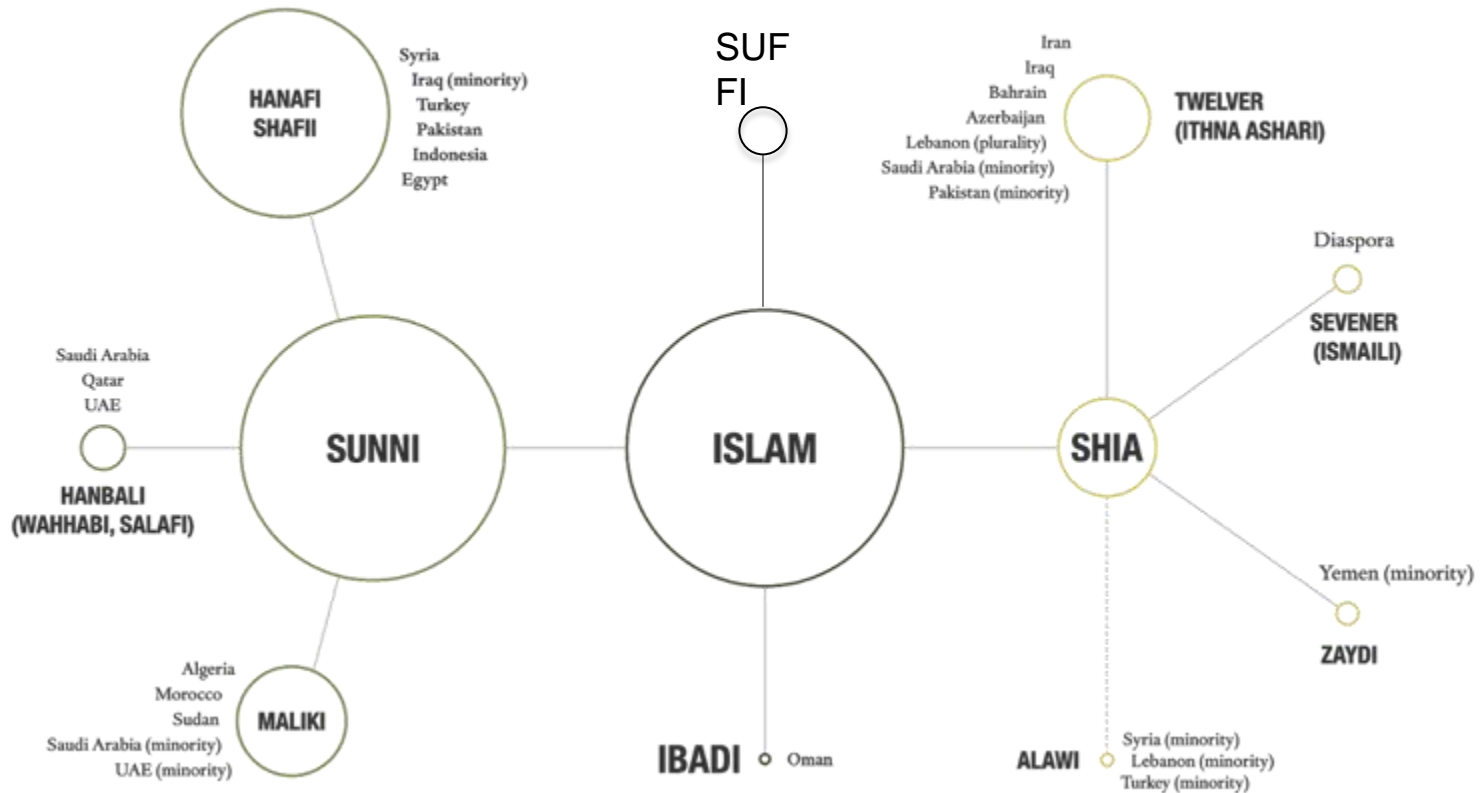 HANAFI
SHAFII
Syria
Iraq (minority)
Turkey
Pakistan
Indonesia
Egypt
SUF
FI
Iran
Iraq
Bahrain
Azerbaijan
Lebanon (plurality)
Saudi Arabia (minority)
Pakistan (minority)
TWELVER
(ITHNA ASHARI)
Diaspora
SEVENER
(ISMAILI)
Saudi Arabia
Qatar
UAE
HANBALI
(WAHHABI, SALAFI)
SUNNI
ISLAM
SHIA
Yemen (minority)
ZAYDI
Algeria
Morocco
Sudan
Saudi Arabia (minority)
UAE (minority)
MALIKI
IBADI
Oman
ALAWI
Syria (minority)
Lebanon (minority)
Turkey (minority)